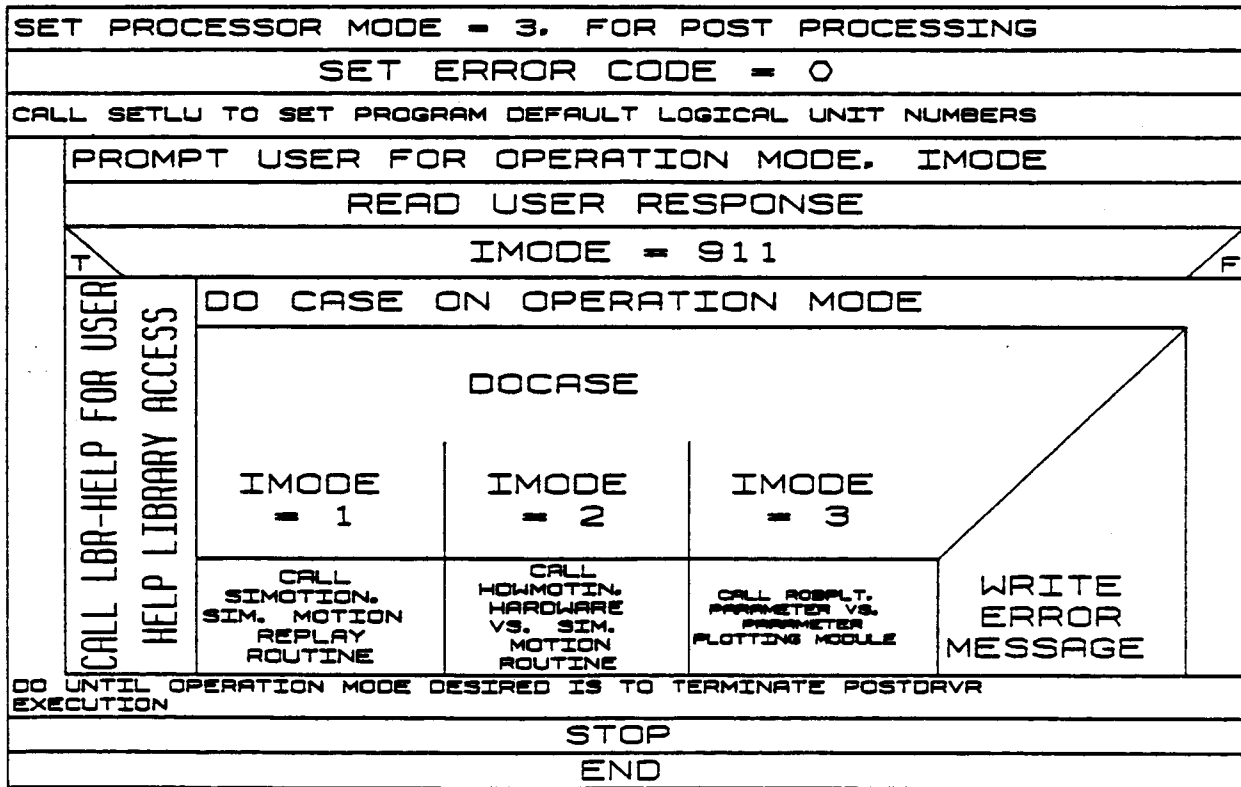 SET PROCESSOR MODE = 3. FOR POST PROCESSING
SET ERROR CODE = 0
CALL SETLU TO SET PROGRAM DEFAULT LOGICAL UNIT NUMBERS
PROMPT USER FOR OPERATION MODE. IMODE
READ USER RESPONSE
T
IMODE = 911
F
CALL LBR-HELP FOR USER
HELP LIBRARY ACCESS
DO CASE ON OPERATION MODE
DOCASE
IMODE
= 1
IMODE
= 2
IMODE
= 3
CALL
SIMOTION.
SIM. MOTION
REPLAY
ROUTINE
CALL
HDWMOTIN.
HARDWARE
VS. SIM.
MOTION
ROUTINE
CALL ROBPLT.
PARAMETER VS.
PARAMETER
PLOTTING MODULE
WRITE
ERROR
MESSAGE
DO UNTIL OPERATION MODE DESIRED IS TO TERMINATE POSTDRVR
EXECUTION
STOP
END